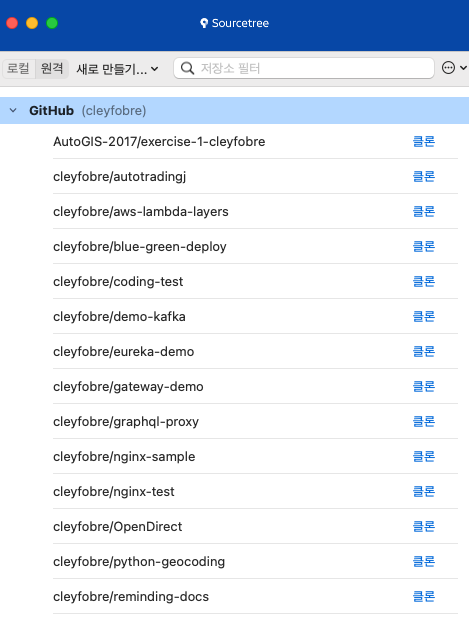 Sourcetree
로컬 원격 새로 만들기... 저장소 필터
GitHub (cleyfobre)
AutoGIS-2017/exercise-1-cleyfobre 클론
cleyfobre/autotradingj 클론
cleyfobre/aws-lambda-layers 클론
cleyfobre/blue-green-deploy 클론
cleyfobre/coding-test 클론
cleyfobre/demo-kafka 클론
cleyfobre/eureka-demo 클론
cleyfobre/gateway-demo 클론
cleyfobre/graphql-proxy 클론
cleyfobre/nginx-sample 클론
cleyfobre/nginx-test 클론
cleyfobre/OpenDirect 클론
cleyfobre/python-geocoding 클론
cleyfobre/reminding-docs 클론